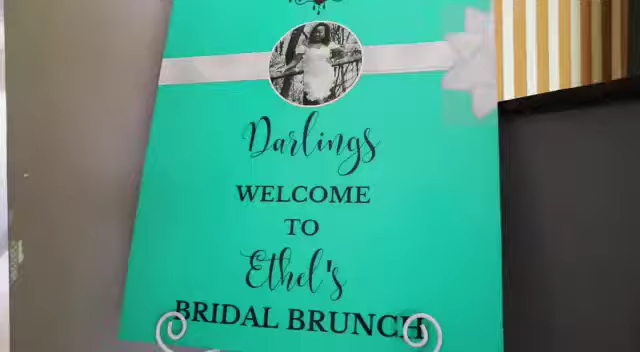 Darlings
WELCOME
TO
Ethel's
BRIDAL BRUNCH